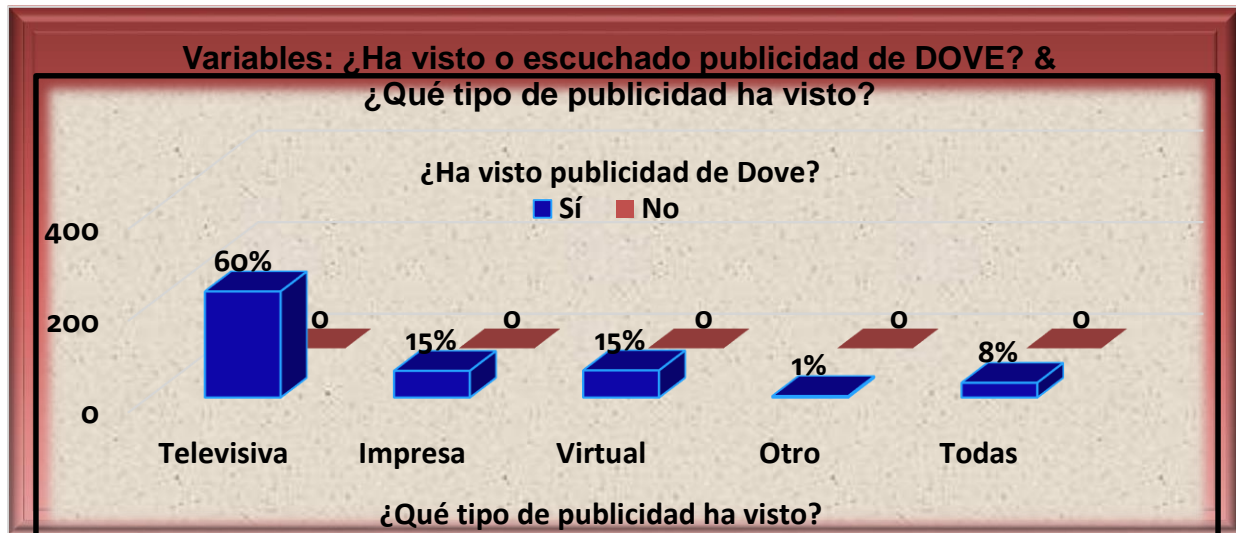 Variables: ¿Ha visto o escuchado publicidad de DOVE? &
¿Qué tipo de publicidad ha visto?
¿Ha visto publicidad de Dove?
Sí No
400
200
0
60% 0 15% 0 15% 0 1% 0 8% 0
Televisiva Impresa Virtual Otro Todas
¿Qué tipo de publicidad ha visto?